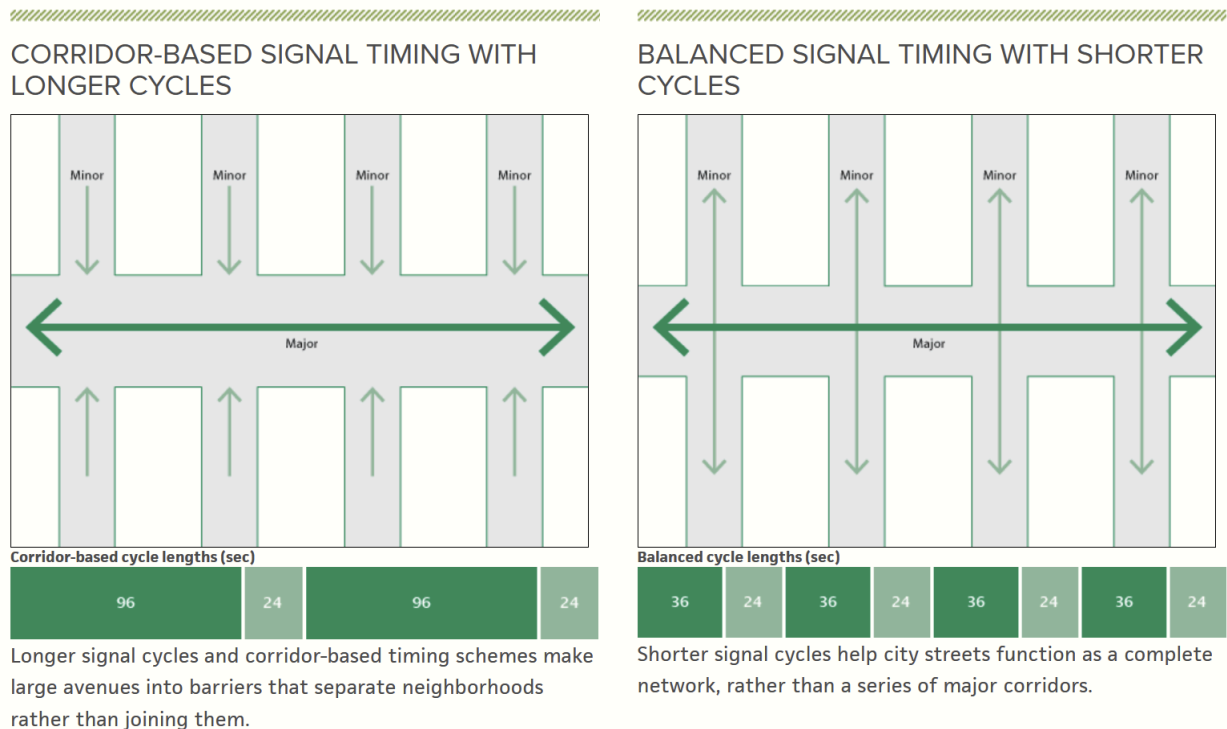 CORRIDOR-BASED SIGNAL TIMING WITH
LONGER CYCLES
Minor Minor Minor Minor
Major
Corridor-based cycle lengths (sec)
96 24 96 24
Longer signal cycles and corridor-based timing schemes make
large avenues into barriers that separate neighborhoods
rather than joining them.
BALANCED SIGNAL TIMING WITH SHORTER
CYCLES
Minor Minor Minor Minor
Major
Balanced cycle lengths (sec)
36 24 36 24 36 24 36 24
Shorter signal cycles help city streets function as a complete
network, rather than a series of major corridors.